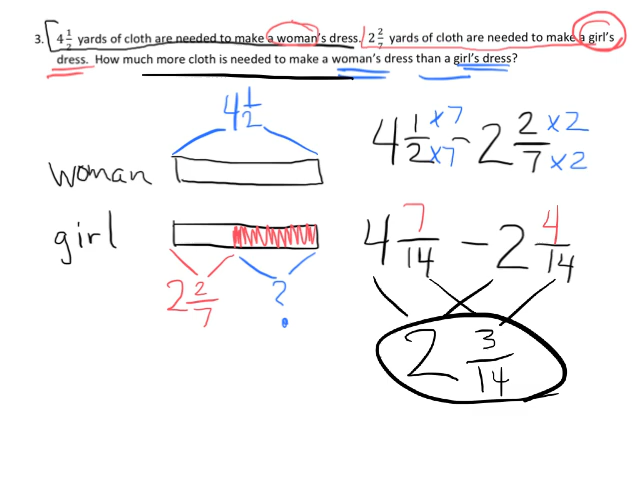 3. 4 1/2 yards of cloth are needed to make a woman's dress. 2 2/7 yards of cloth are needed to make a girl's
dress. How much more cloth is needed to make a woman's dress than a girl's dress?
4 1/2
4 1/2 ×7 ×7 − 2 2/7 ×2 ×2
woman
girl
4 7/14 − 2 4/14
2 2/7 ?
2 3/14